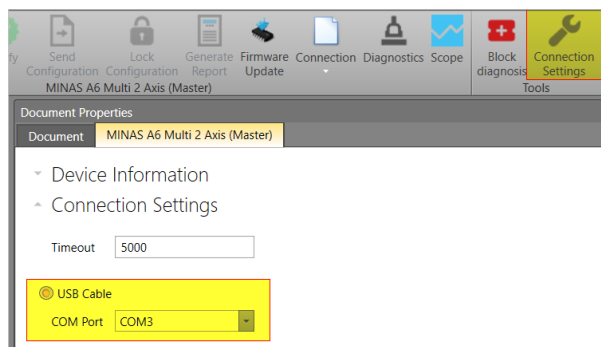 fy Send Configuration Lock Configuration Generate Report Firmware Update Connection Diagnostics Scope Block diagnosis Connection Settings
MINAS A6 Multi 2 Axis (Master) Tools
Document Properties
Document MINAS A6 Multi 2 Axis (Master)
Device Information
Connection Settings
Timeout 5000
USB Cable
COM Port COM3